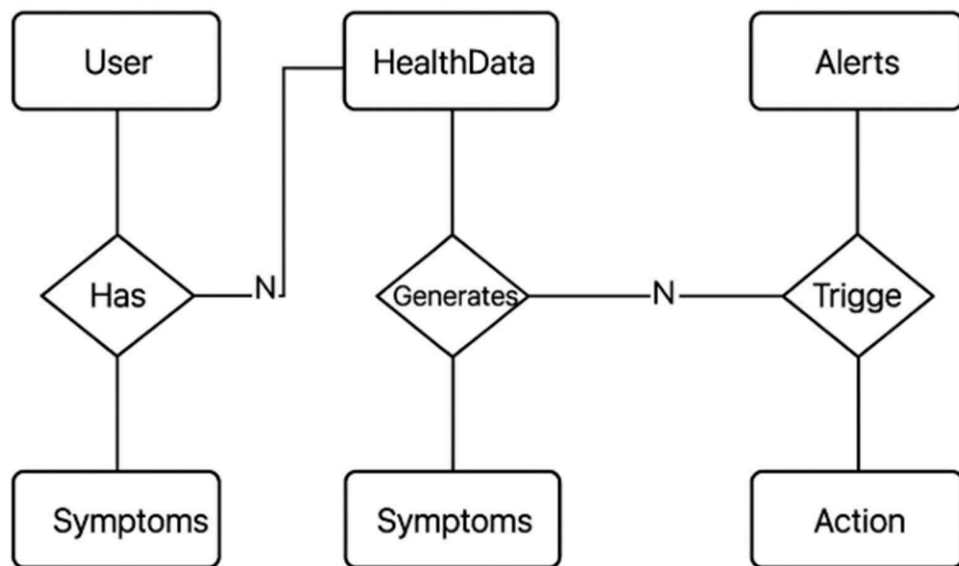 User
HealthData
Alerts
Has
N
Generates
N
Trigge
Symptoms
Symptoms
Action